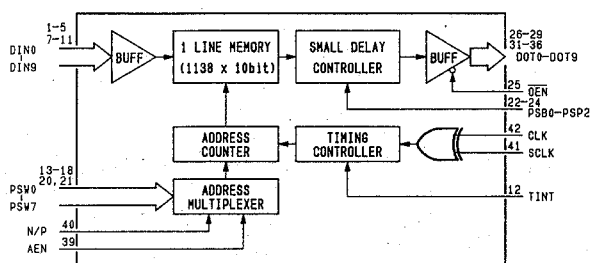 1-5
7-11
DIN0
DIN9
BUFF
1 LINE MEMORY
(1138 x 10bit)
SMALL DELAY
CONTROLLER
BUFF
26-29
31-36
DOT0-DOT9
25
OEN
22-24
PSB0-PSP2
ADDRESS
COUNTER
TIMING
CONTROLLER
42
CLK
41
SCLK
13-18
20,21
PSW0
PSW7
ADDRESS
MULTIPLEXER
12
TINT
N/P
40
AEN
39